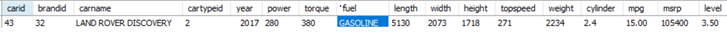 carid brandid carname cartypeid year power torque 'fuel length width height topspeed weight cylinder mpg msrp level
43 32 LAND ROVER DISCOVERY 2 2017 280 380 GASOLINE 5130 2073 1718 271 2234 2.4 15.00 105400 3.50